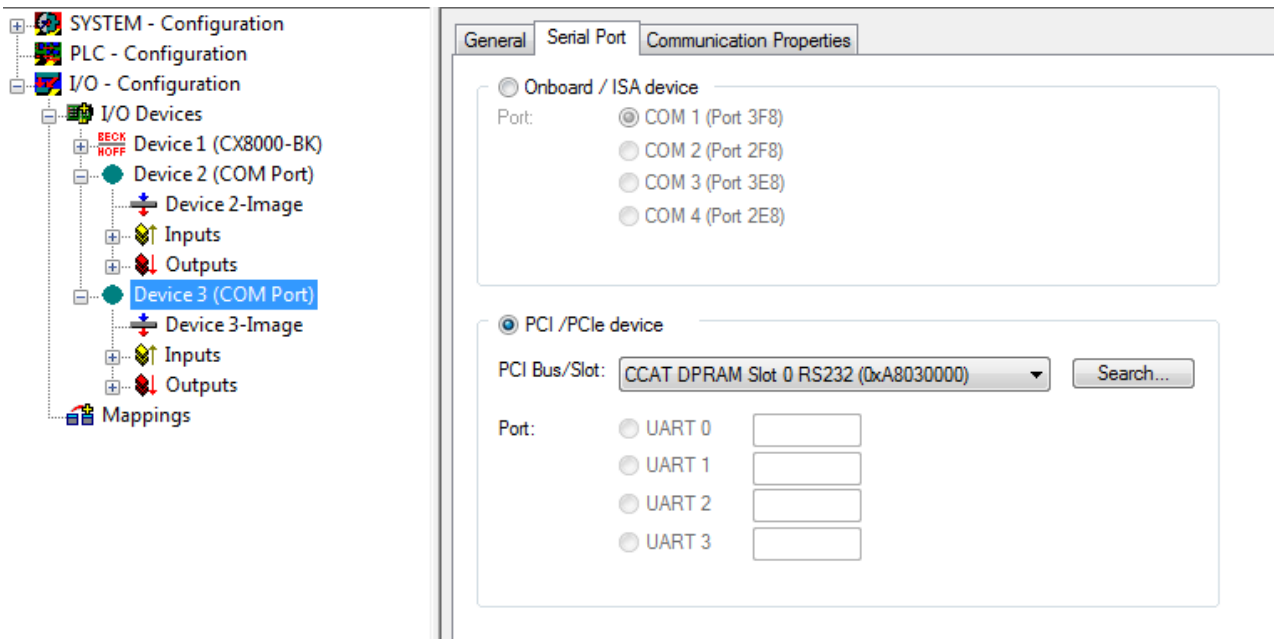 SYSTEM - Configuration
PLC - Configuration
I/O - Configuration
I/O Devices
BECK
HOFF
Device 1 (CX8000-BK)
Device 2 (COM Port)
Device 2-Image
Inputs
Outputs
Device 3 (COM Port)
Device 3-Image
Inputs
Outputs
Mappings
General Serial Port Communication Properties
Onboard / ISA device
Port: COM 1 (Port 3F8)
COM 2 (Port 2F8)
COM 3 (Port 3E8)
COM 4 (Port 2E8)
PCI /PCIe device
PCI Bus/Slot: CCAT DPRAM Slot 0 RS232 (0xA8030000) Search...
Port: UART 0
UART 1
UART 2
UART 3